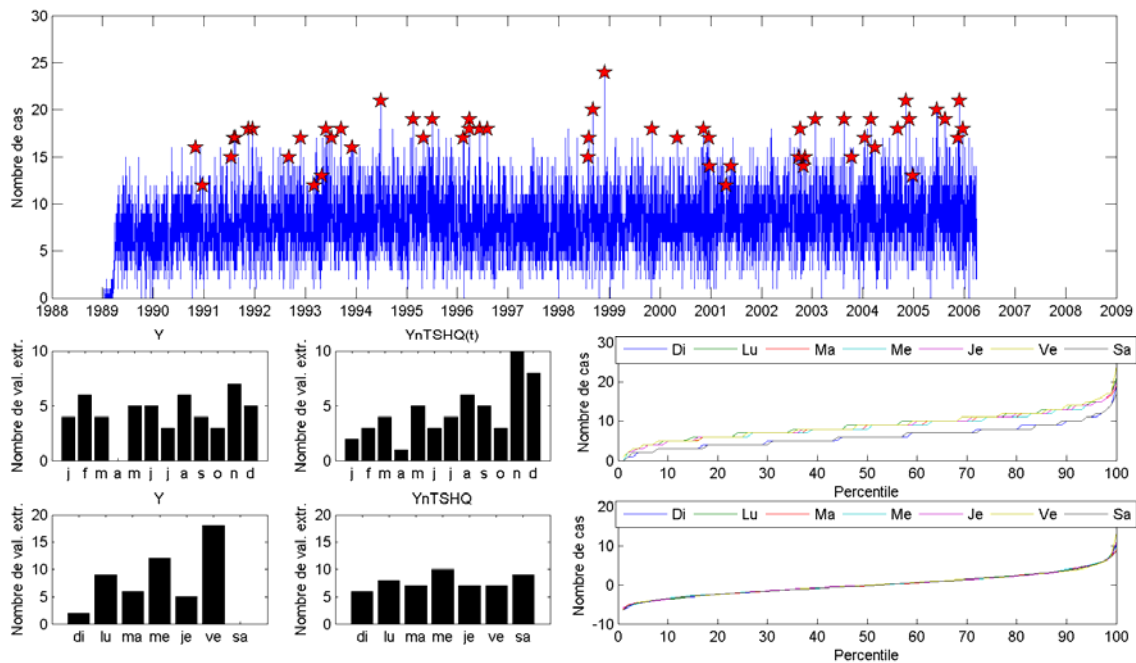 Nombre de cas
30
25
20
15
10
5
0
1988 1989 1990 1991 1992 1993 1994 1995 1996 1997 1998 1999 2000 2001 2002 2003 2004 2005 2006 2007 2008 2009
Y
Nombre de val. extr.
10
5
0
j f m a m j j a s o n d
YnTSHQ(t)
Nombre de val. extr.
10
5
0
j f m a m j j a s o n d
Di Lu Ma Me Je Ve Sa
Nombre de cas
30
20
10
0
0 10 20 30 40 50 60 70 80 90 100
Percentile
Y
Nombre de val. extr.
20
15
10
5
0
di lu ma me je ve sa
YnTSHQ
Nombre de val. extr.
20
15
10
5
0
di lu ma me je ve sa
Di Lu Ma Me Je Ve Sa
Nombre de cas
20
10
0
-10
0 10 20 30 40 50 60 70 80 90 100
Percentile